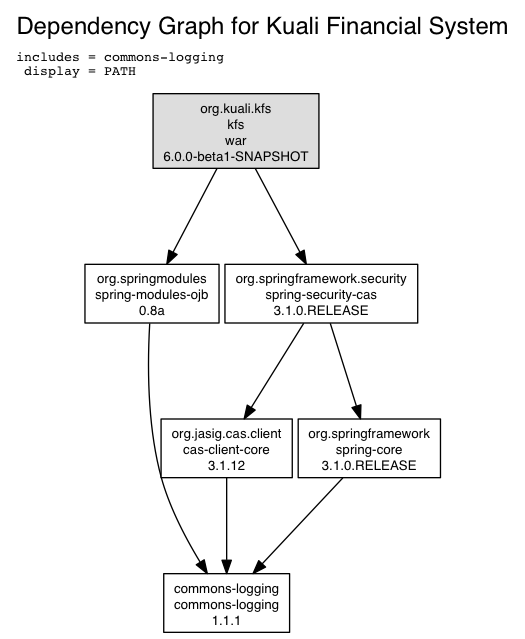 Dependency Graph for Kuali Financial System
includes = commons-logging
display = PATH
org.kuali.kfs
kfs
war
6.0.0-beta1-SNAPSHOT
org.springmodules
spring-modules-ojb
0.8a
org.springframework.security
spring-security-cas
3.1.0.RELEASE
org.jasig.cas.client
cas-client-core
3.1.12
org.springframework
spring-core
3.1.0.RELEASE
commons-logging
commons-logging
1.1.1